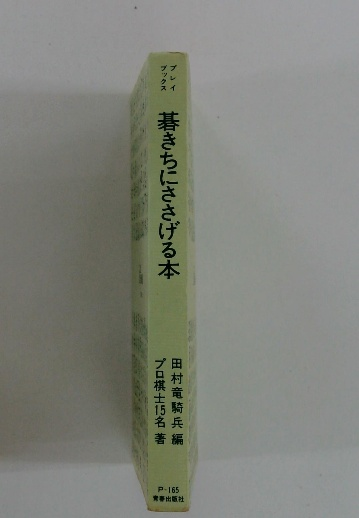 プレイ
ブックス
碁きちにささげる本
田村竜騎兵 編
プロ棋士15名 著
P-165
青春出版社